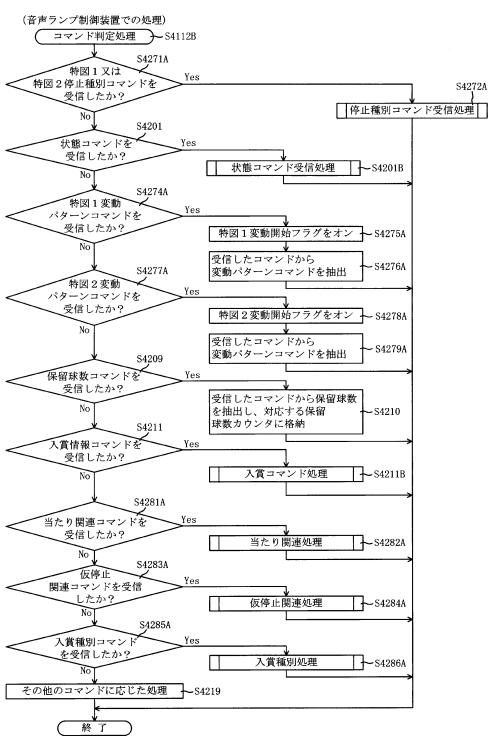 (音声ランプ制御装置での処理)
コマンド判定処理
S4112B
S4271A
特図1又は
特図2停止種別コマンドを
受信したか?
Yes
No
S4272A
停止種別コマンド受信処理
S4201
状態コマンドを
受信したか?
Yes
No
状態コマンド受信処理
S4201B
S4274A
特図1変動
パターンコマンドを
受信したか?
Yes
No
特図1変動開始フラグをオン
S4275A
受信したコマンドから
変動パターンコマンドを抽出
S4276A
S4277A
特図2変動
パターンコマンドを
受信したか?
Yes
No
特図2変動開始フラグをオン
S4278A
受信したコマンドから
変動パターンコマンドを抽出
S4279A
S4209
保留球数コマンドを
受信したか?
Yes
No
受信したコマンドから保留球数
を抽出し、対応する保留
球数カウンタに格納
S4210
S4211
入賞情報コマンドを
受信したか?
Yes
No
入賞コマンド処理
S4211B
S4281A
当たり関連コマンドを
受信したか?
Yes
No
当たり関連処理
S4282A
S4283A
仮停止
関連コマンドを受信
したか?
Yes
No
仮停止関連処理
S4284A
S4285A
入賞種別コマンド
を受信したか?
Yes
No
入賞種別処理
S4286A
その他のコマンドに応じた処理
S4219
終了